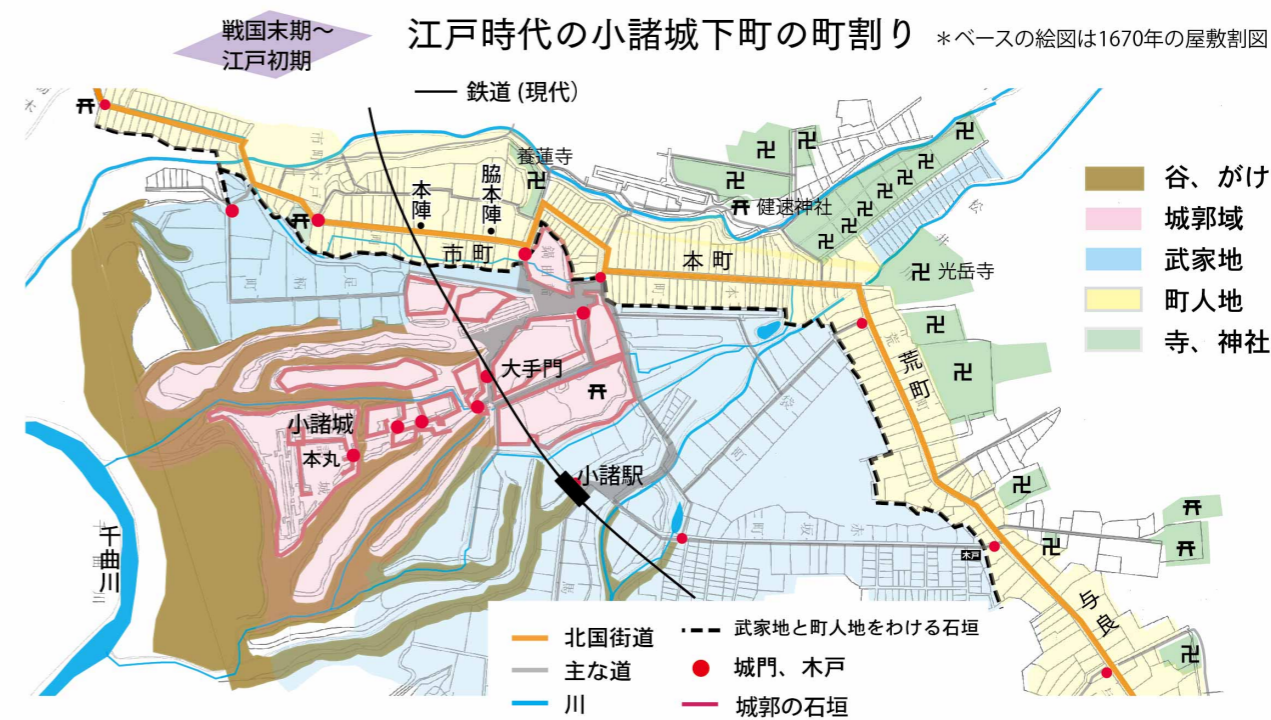 戦国末期〜
江戸初期
江戸時代の小諸城下町の町割り
*ベースの絵図は1670年の屋敷割図
鉄道(現代)
養蓮寺
脇本陣
本陣
健速神社
市町
本町
光岳寺
大手門
荒町
小諸城
本丸
小諸駅
千曲川
木戸
与良
谷、がけ
城郭域
武家地
町人地
寺、神社
北国街道
主な道
川
武家地と町人地をわける石垣
城門、木戸
城郭の石垣